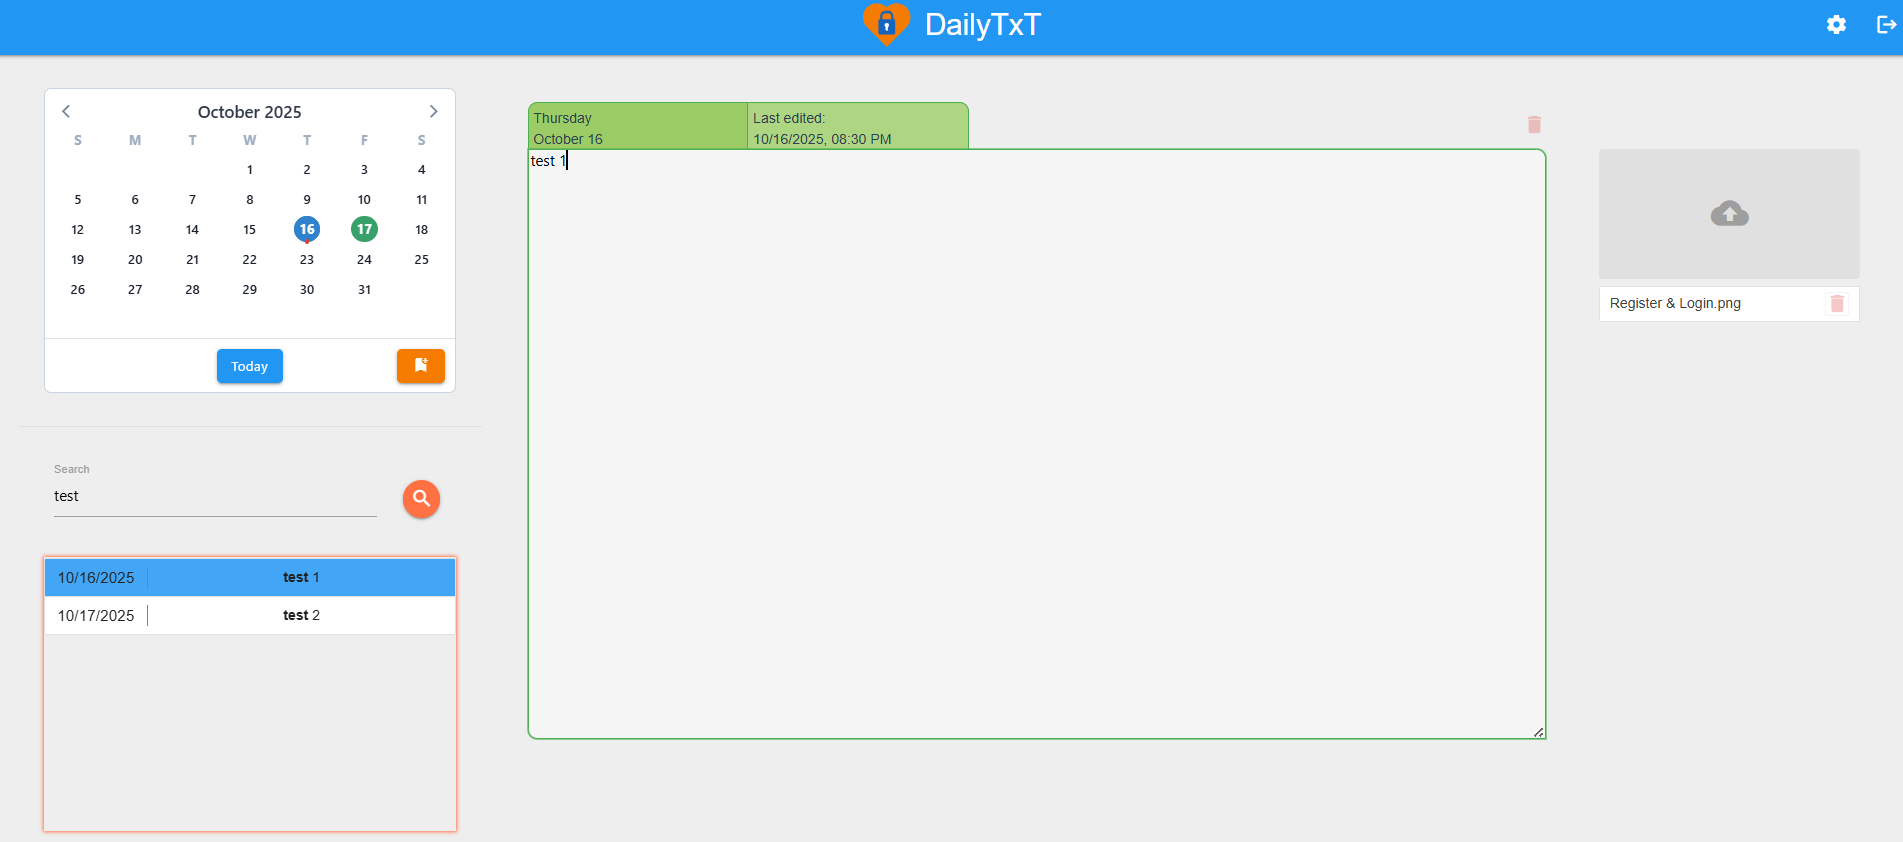 DailyTxT
October 2025
S M T W T F S
1 2 3 4
5 6 7 8 9 10 11
12 13 14 15 16 17 18
19 20 21 22 23 24 25
26 27 28 29 30 31
Today
Search
test
10/16/2025 test 1
10/17/2025 test 2
Thursday
October 16
Last edited:
10/16/2025, 08:30 PM
test 1
Register & Login.png